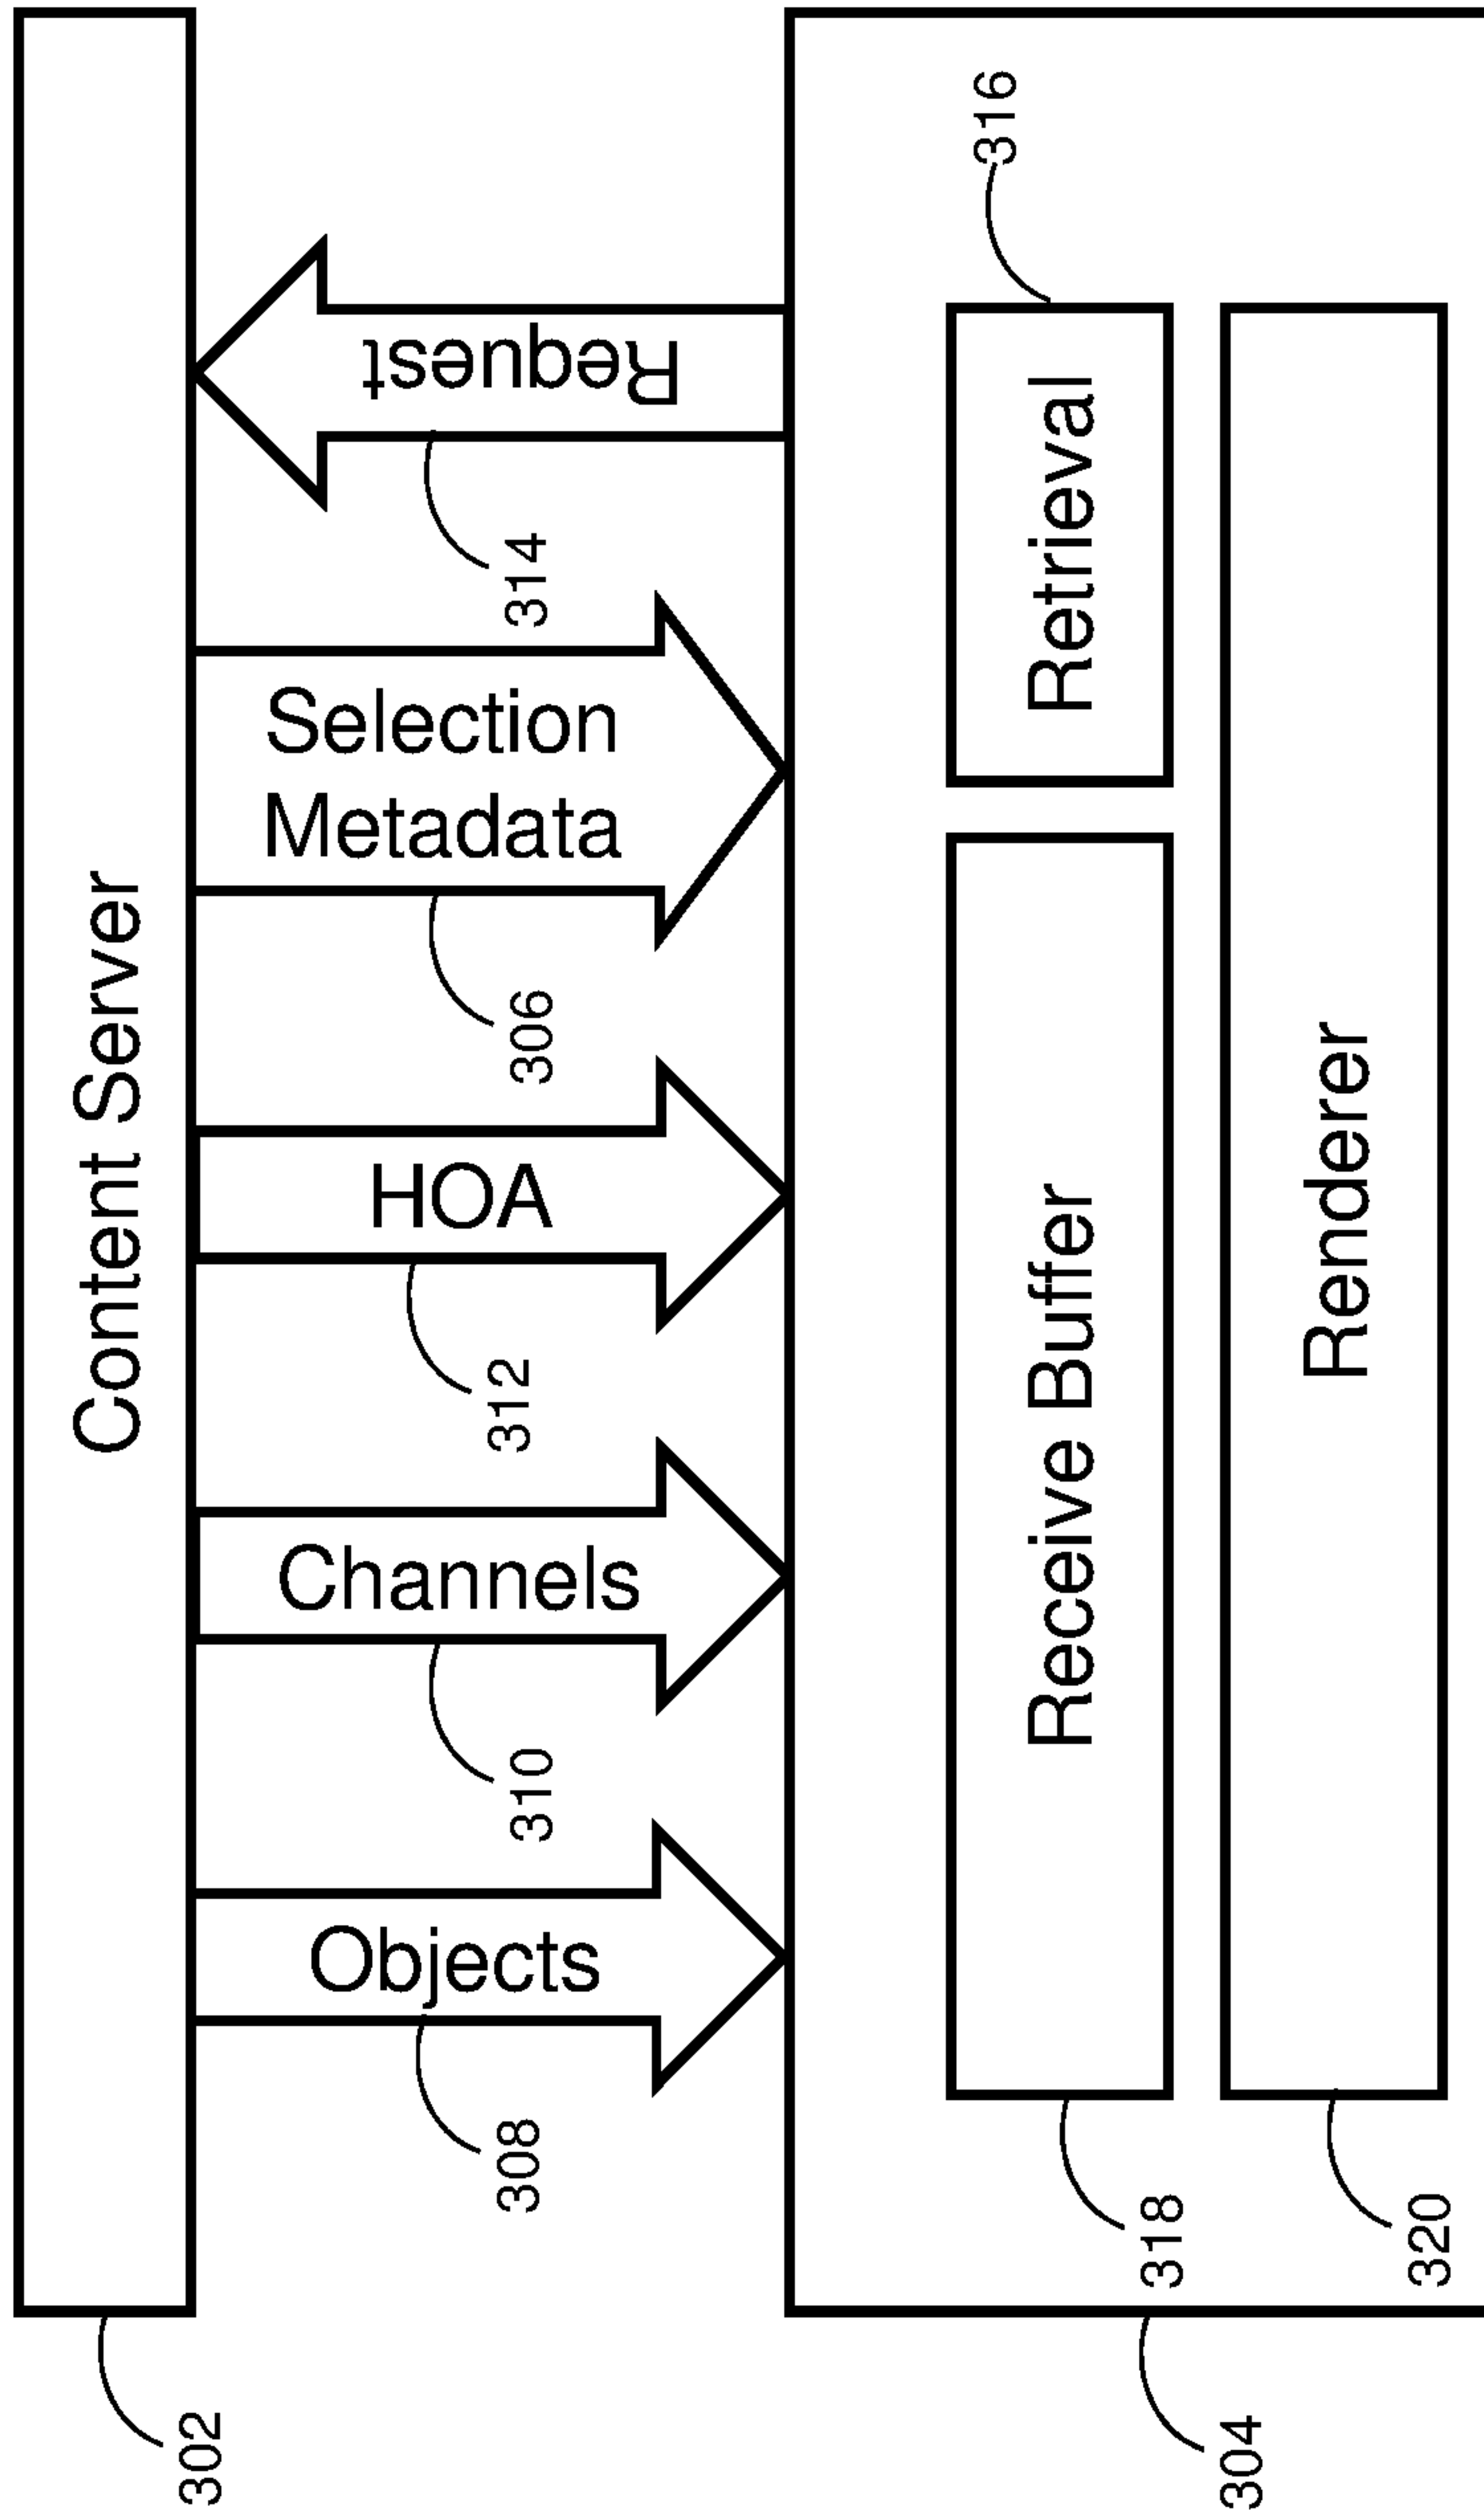 Content Server
302
Objects
308
Channels
310
HOA
312
Selection
Metadata
306
Request
314
304
Receive Buffer
318
Retrieval
316
Renderer
320